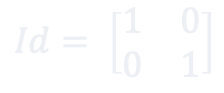 Id = [1 0
0 1]